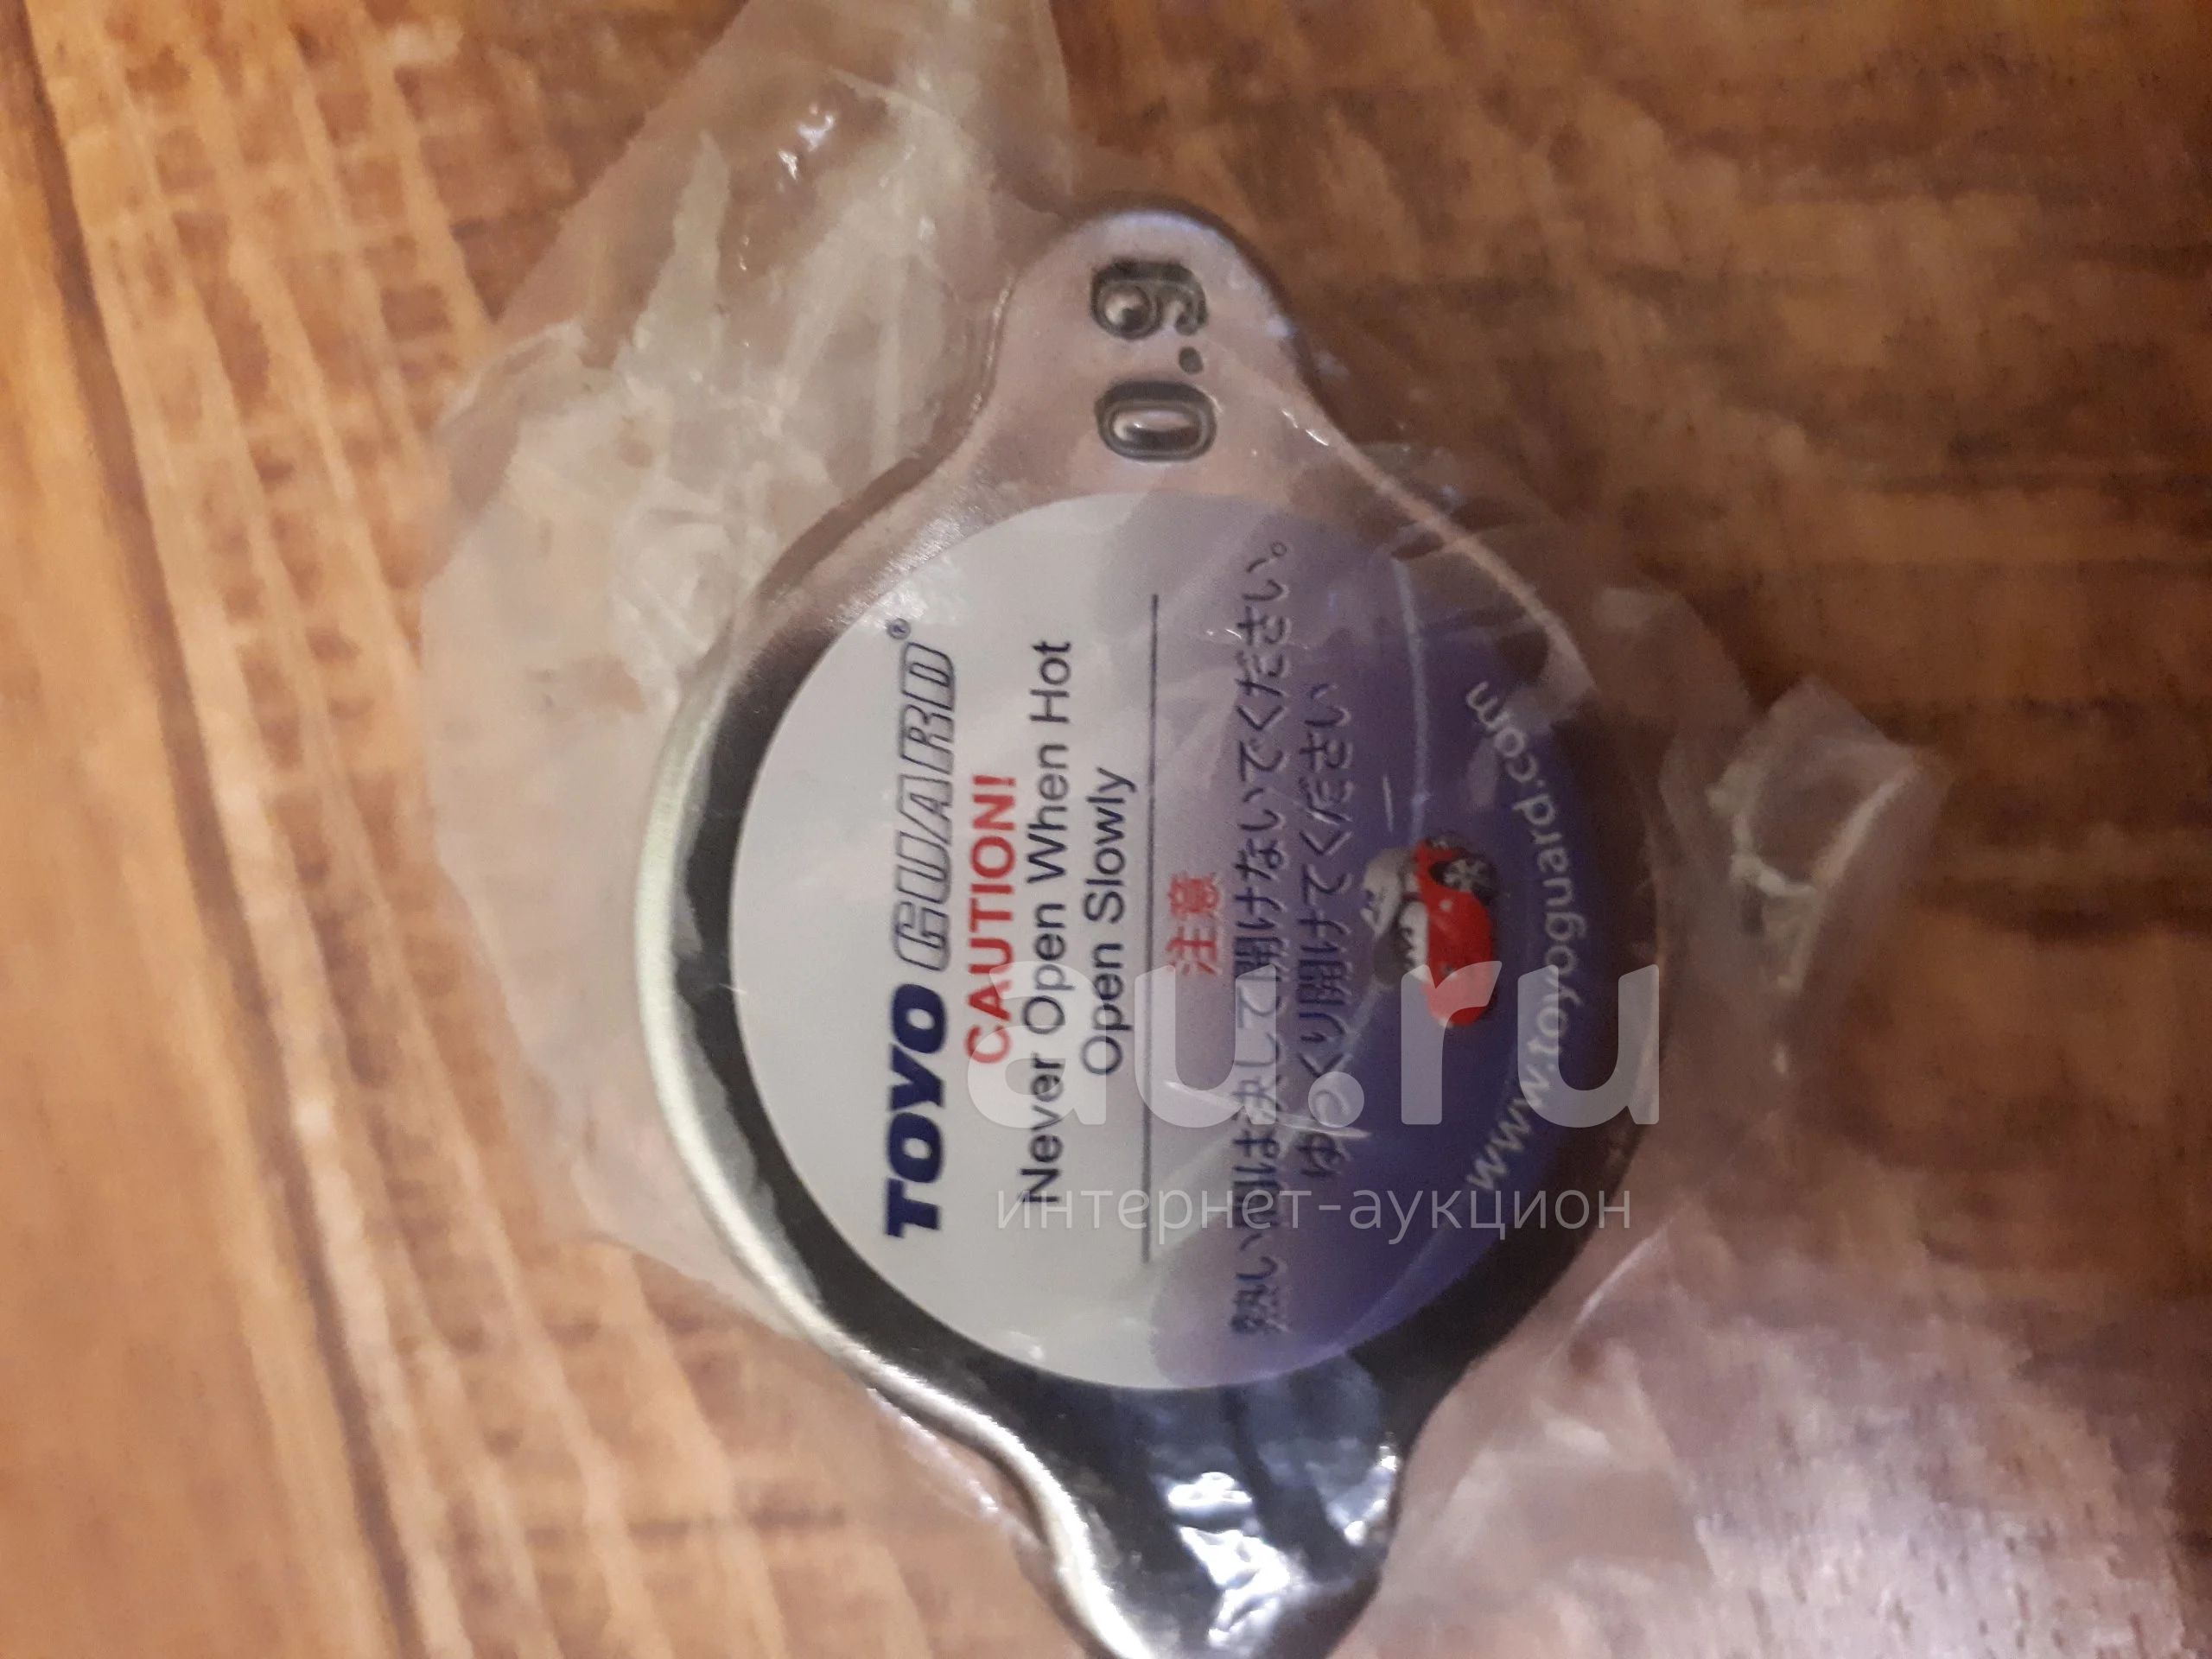 0.9
TOYO GUARD®
CAUTION!
Never Open When Hot
Open Slowly
注意
熱い間は決して開けないでください。
ゆっくり開けてください
www.toyoguard.com
au.ru
интернет-аукцион